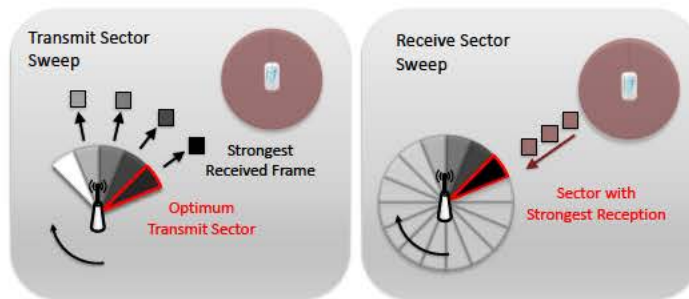 Transmit Sector
Sweep
Strongest
Received Frame
Optimum
Transmit Sector
Receive Sector
Sweep
Sector with
Strongest Reception